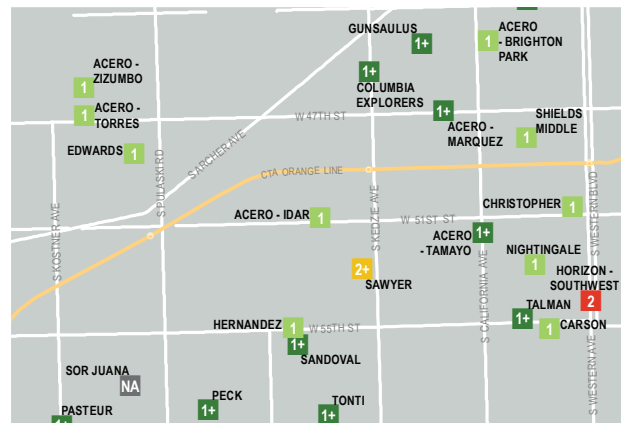 GUNSAULUS
1+
ACERO
- BRIGHTON
PARK
1
ACERO -
ZIZUMBO
1
1+
COLUMBIA
EXPLORERS
ACERO -
TORRES
1
W 47TH ST
1+
ACERO -
MARQUEZ
SHIELDS
MIDDLE
1
EDWARDS
1
S PULASKI RD
S ARCHER AVE
CTA ORANGE LINE
S KEDZIE AVE
S WESTERN BLVD
S KOSTNER AVE
ACERO - IDAR
1
W 51ST ST
CHRISTOPHER
1
1+
ACERO
- TAMAYO
S CALIFORNIA AVE
NIGHTINGALE
1
2+
SAWYER
HORIZON -
SOUTHWEST
2
TALMAN
1+
1
CARSON
HERNANDEZ
1
W 55TH ST
1+
SANDOVAL
S WESTERN AVE
SOR JUANA
NA
PECK
1+
TONTI
1+
PASTEUR
1+